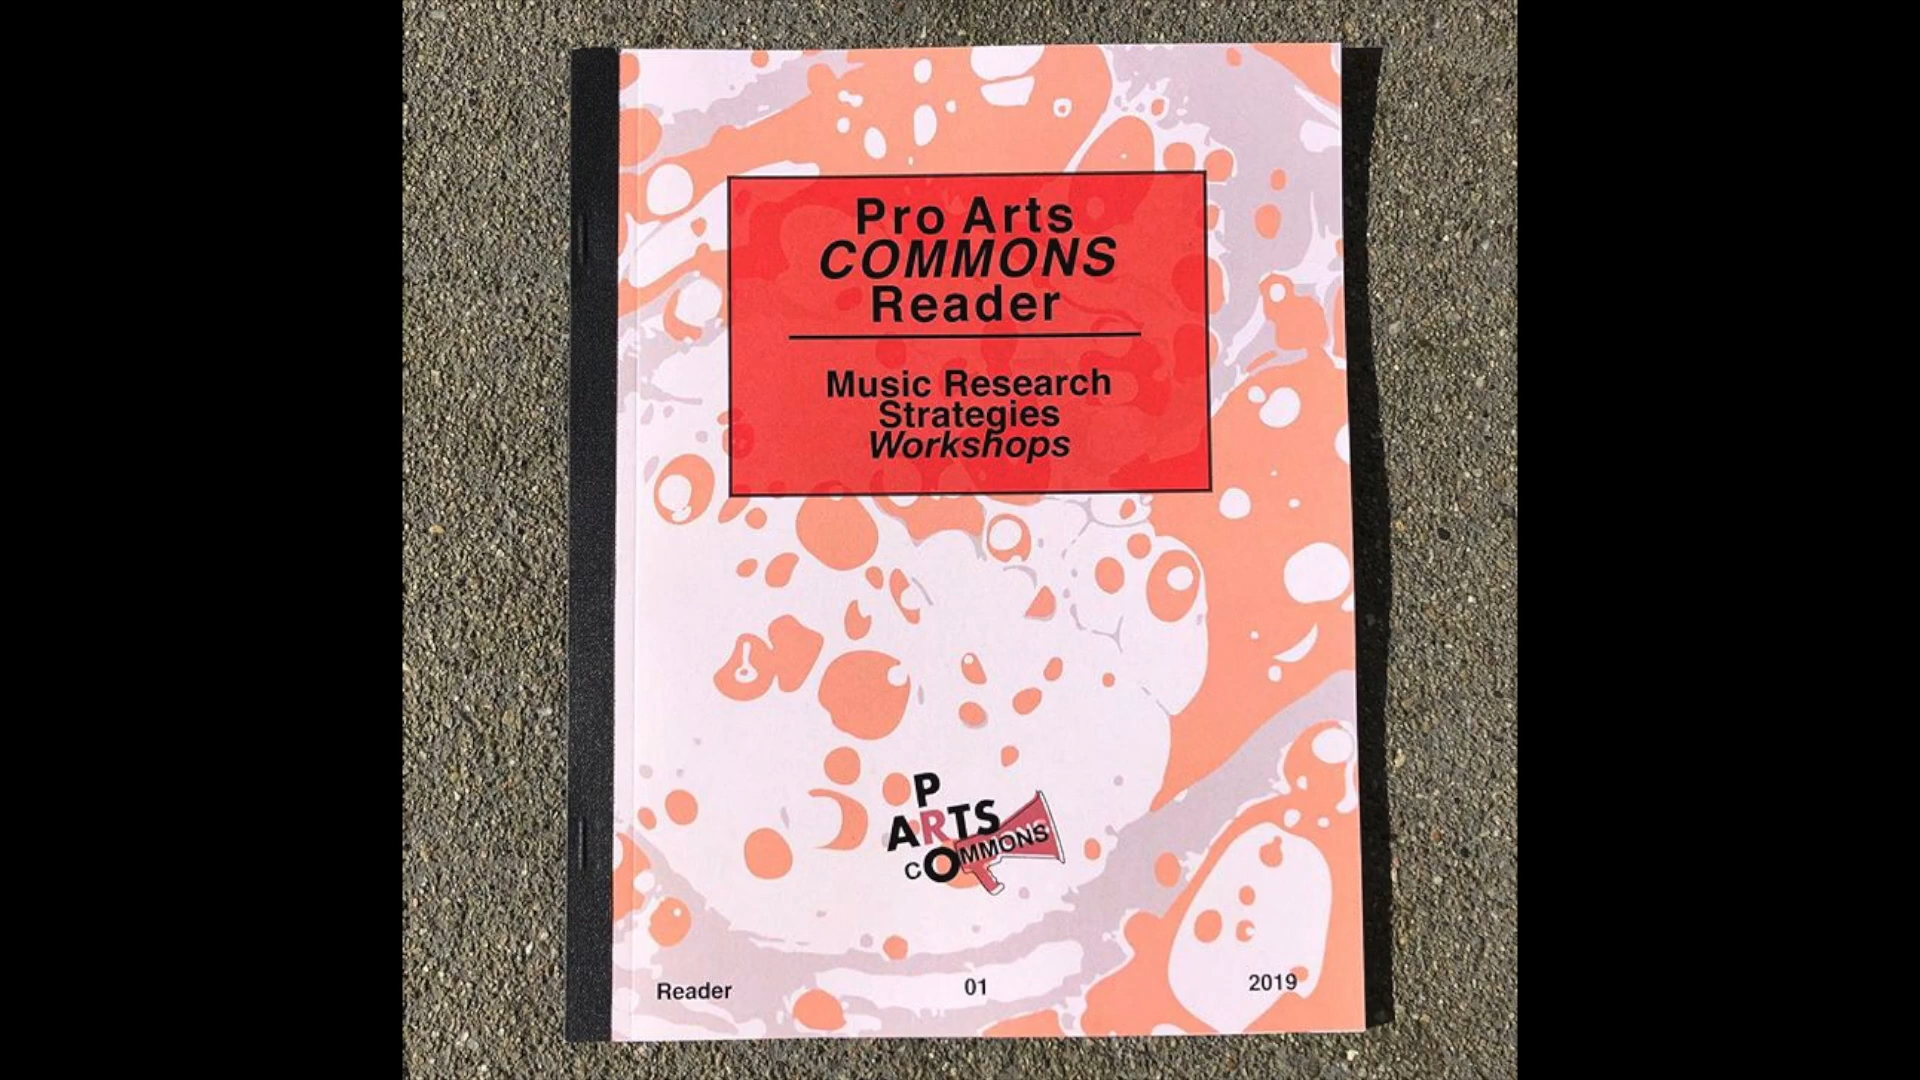 Pro Arts
COMMONS
Reader
Music Research
Strategies
Workshops
P
ARTS
COMMONS
Reader 01 2019